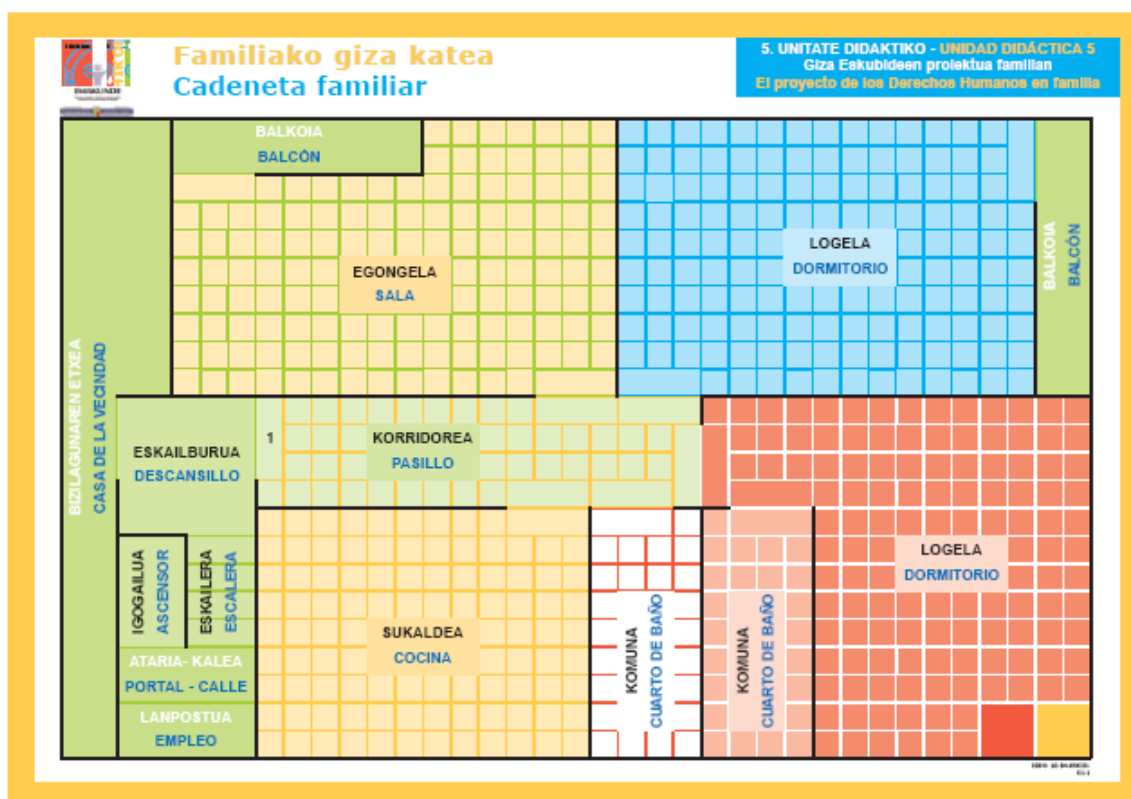 Familiako giza katea
Cadeneta familiar
5. UNITATE DIDAKTIKO - UNIDAD DIDÁCTICA 5
Giza Eskubideen proiektua familian
El proyecto de los Derechos Humanos en familia
BALKOIA
BALCÓN
EGONGELA
SALA
LOGELA
DORMITORIO
BALKOIA
BALCÓN
BIZILAGUNAREN ETXEA
CASA DE LA VECINDAD
ESKAILBURUA
DESCANSILLO
1
KORRIDOREA
PASILLO
IGOGAILUA
ASCENSOR
ESKAILERA
ESCALERA
SUKALDEA
COCINA
KOMUNA
CUARTO DE BAÑO
KOMUNA
CUARTO DE BAÑO
LOGELA
DORMITORIO
ATARIA- KALEA
PORTAL - CALLE
LANPOSTUA
EMPLEO